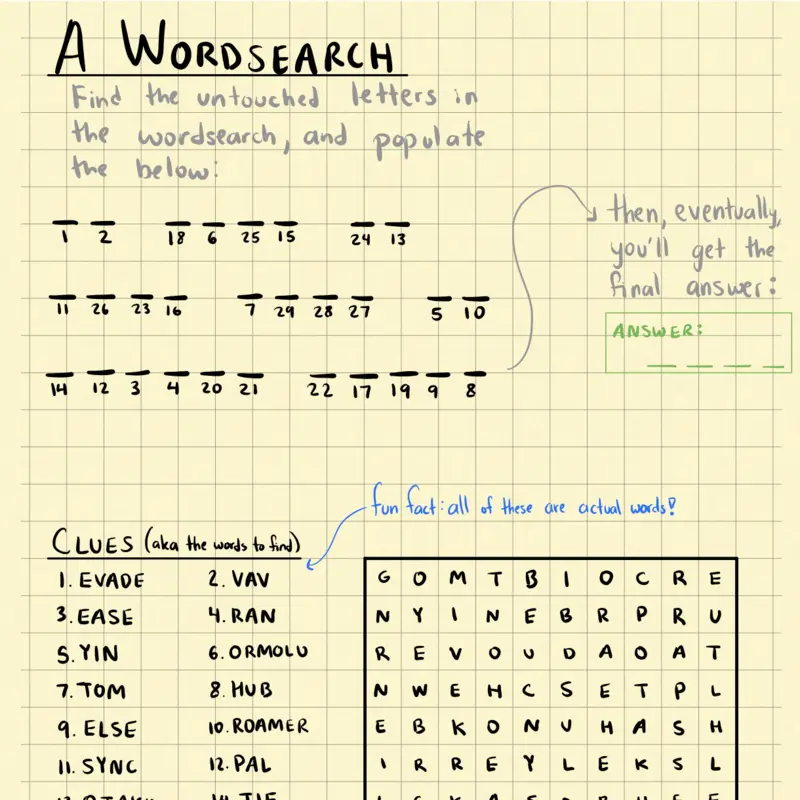 A WORDSEARCH
Find the untouched letters in
the wordsearch, and populate
the below:
1 2 18 6 25 15 24 13
11 26 23 16 7 29 28 27 5 10
14 12 3 4 20 21 22 17 19 9 8
then, eventually,
you'll get the
final answer:
ANSWER:
fun fact: all of these are actual words!
CLUES (aka the words to find)
1. EVADE 2. VAV
3. EASE 4. RAN
5. YIN 6. ORMOLU
7. TOM 8. HUB
9. ELSE 10. ROAMER
11. SYNC 12. PAL
G O M T B I O C R E
N Y I N E B R P R U
R E V O U D A O A T
N W E H C S E T P L
E B K O N U H A S H
I R R E Y L E K S L